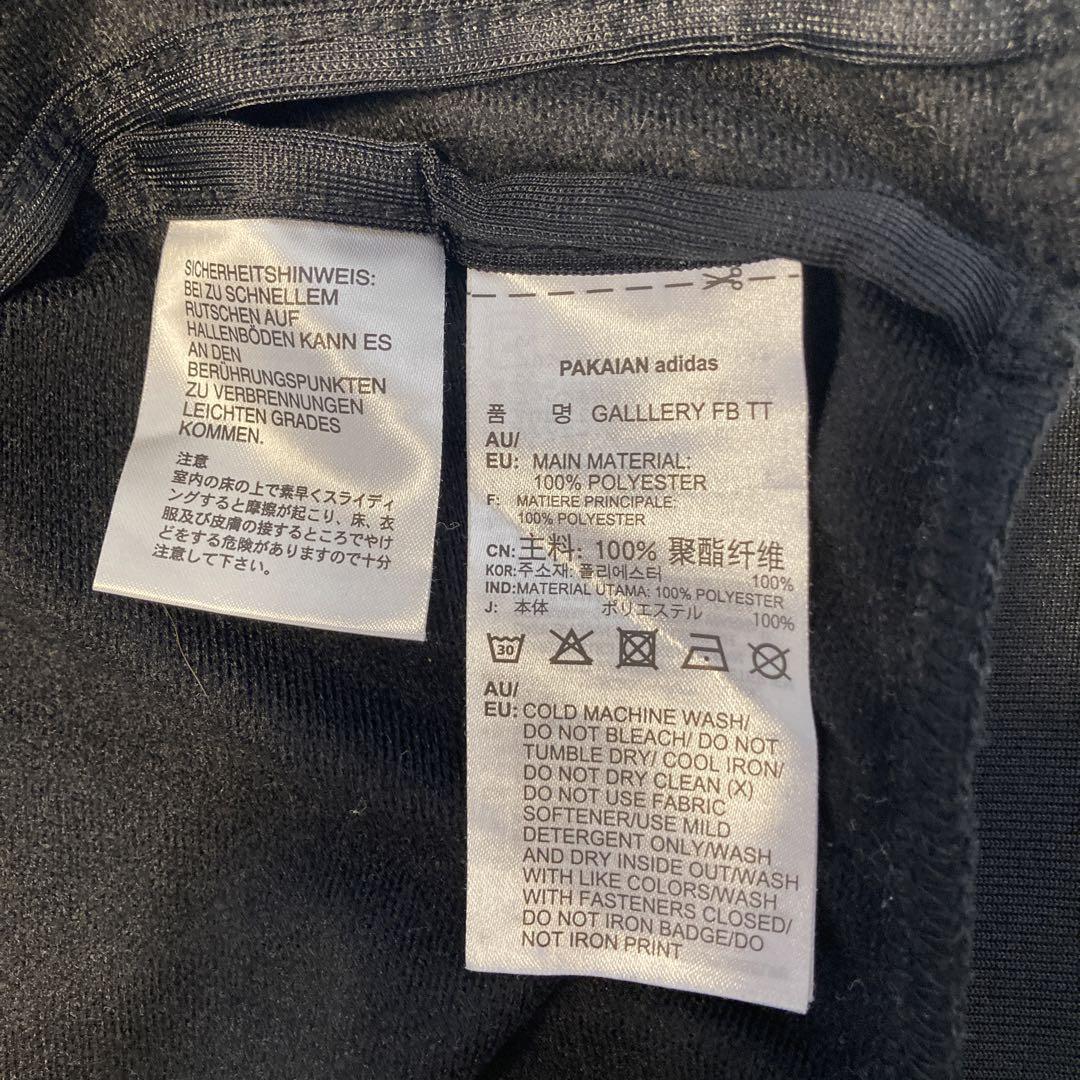 SICHERHEITSHINWEIS:
BEI ZU SCHNELLEM
RUTSCHEN AUF
HALLENBÖDEN KANN ES
AN DEN
BERÜHRUNGSPUNKTEN
ZU VERBRENNUNGEN
LEICHTEN GRADES
KOMMEN.
注意
室内の床の上で素早くスライディ
ングすると摩擦が起こり、床、衣
服及び皮膚の接するところでやけ
どをする危険がありますので十分
注意して下さい。
PAKAIAN adidas
품 명 GALLLERY FB TT
AU/
EU: MAIN MATERIAL:
100% POLYESTER
F: MATIERE PRINCIPALE:
100% POLYESTER
CN: 主料: 100% 聚酯纤维
KOR: 주소재: 폴리에스터 100%
IND: MATERIAL UTAMA: 100% POLYESTER
J: 本体 ポリエステル 100%
30
AU/
EU: COLD MACHINE WASH/
DO NOT BLEACH/ DO NOT
TUMBLE DRY/ COOL IRON/
DO NOT DRY CLEAN (X)
DO NOT USE FABRIC
SOFTENER/USE MILD
DETERGENT ONLY/WASH
AND DRY INSIDE OUT/WASH
WITH LIKE COLORS/WASH
WITH FASTENERS CLOSED/
DO NOT IRON BADGE/DO
NOT IRON PRINT